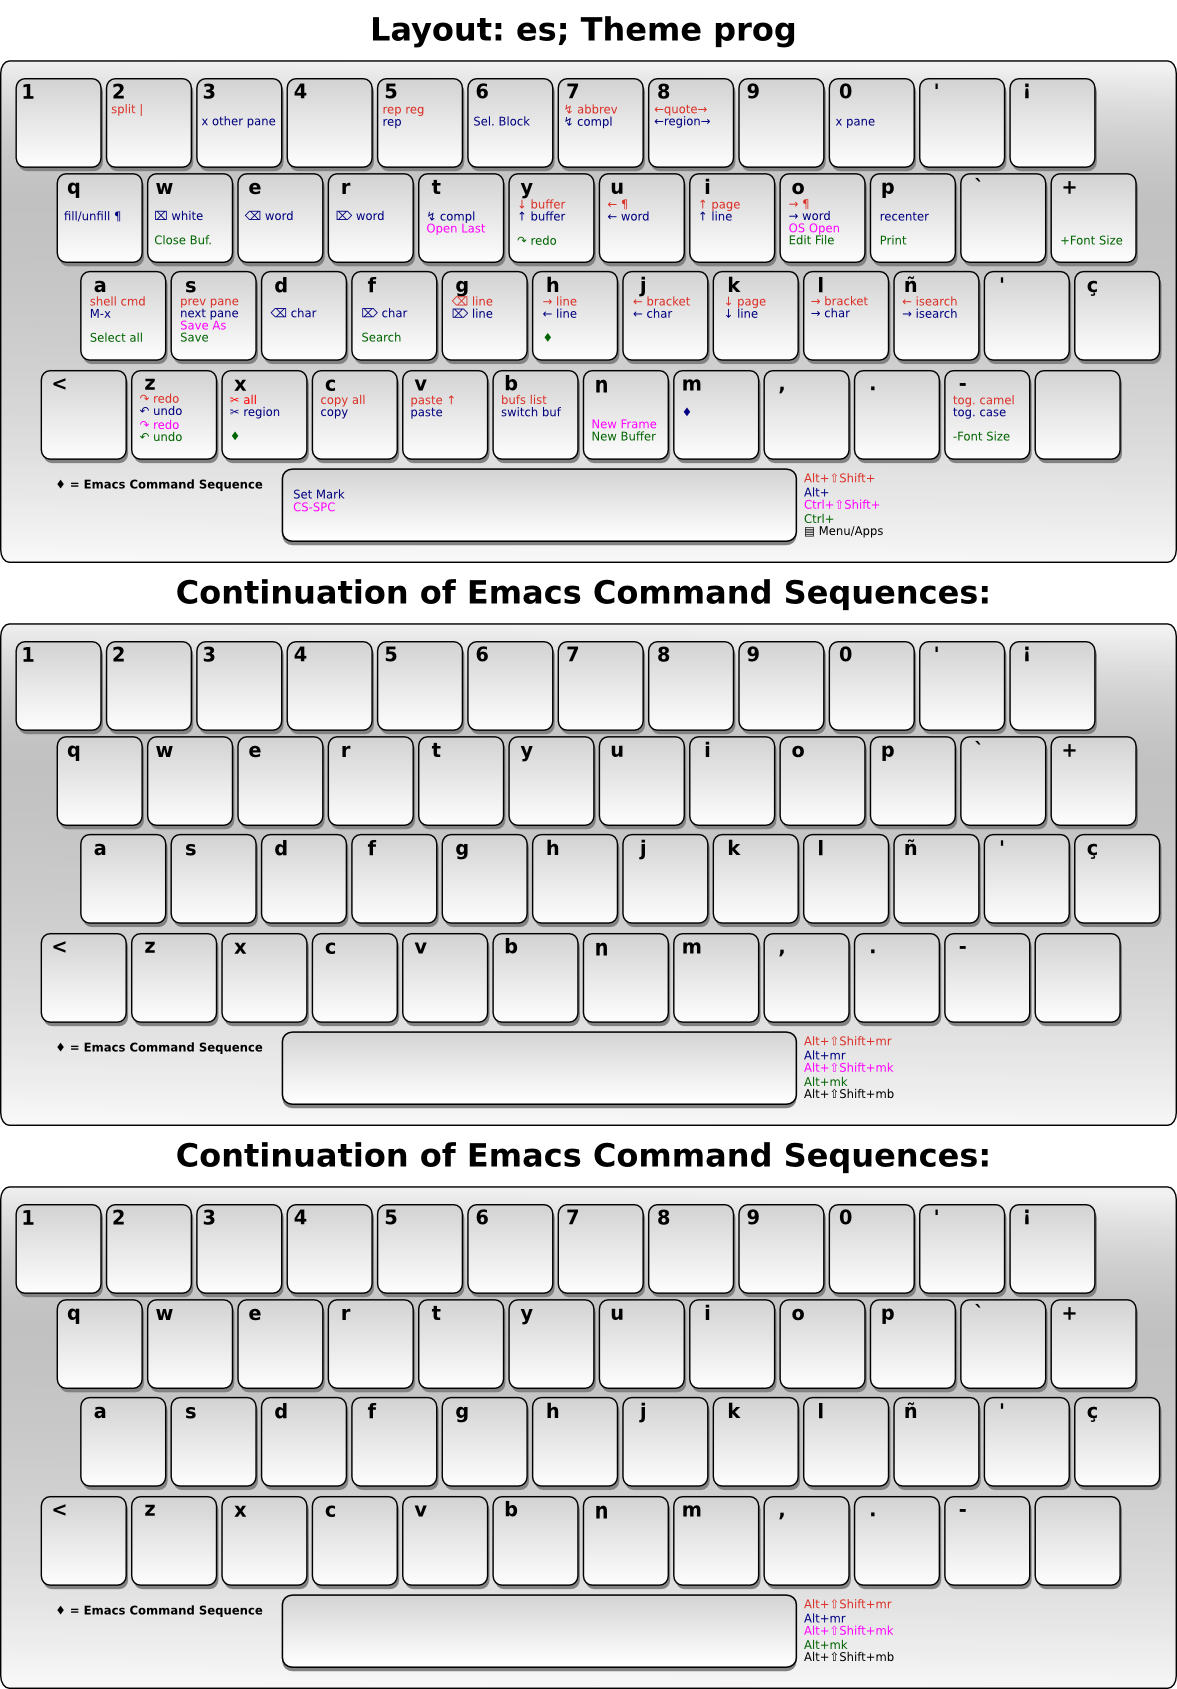 Layout: es; Theme prog
1 2 3 4 5 6 7 8 9 0 ' ¡
split | rep reg ↯ abbrev ←quote→
x other pane rep Sel. Block ↯ compl ←region→ x pane
q w e r t y u i o p ` +
↓ buffer ← ¶ ↑ page → ¶
fill/unfill ¶ ⌧ white ⌫ word ⌦ word ↯ compl ↑ buffer ← word ↑ line → word recenter
Open Last OS Open
Close Buf. ↷ redo Edit File Print +Font Size
a s d f g h j k l ñ ' ç
shell cmd prev pane ⌫ line → line ← bracket ↓ page → bracket ← isearch
M-x next pane ⌫ char ⌦ char ⌦ line ← line ← char ↓ line → char → isearch
Save As
Select all Save Search ♦
< z x c v b n m , . -
↷ redo ✂ all copy all paste ↑ bufs list tog. camel
↶ undo ✂ region copy paste switch buf ♦ tog. case
↷ redo New Frame
↶ undo ♦ New Buffer -Font Size
♦ = Emacs Command Sequence
Set Mark
CS-SPC
Alt+⇧Shift+
Alt+
Ctrl+⇧Shift+
Ctrl+
▤ Menu/Apps
Continuation of Emacs Command Sequences:
1 2 3 4 5 6 7 8 9 0 ' ¡
q w e r t y u i o p ` +
a s d f g h j k l ñ ' ç
< z x c v b n m , . -
♦ = Emacs Command Sequence
Alt+⇧Shift+mr
Alt+mr
Alt+⇧Shift+mk
Alt+mk
Alt+⇧Shift+mb
Continuation of Emacs Command Sequences:
1 2 3 4 5 6 7 8 9 0 ' ¡
q w e r t y u i o p ` +
a s d f g h j k l ñ ' ç
< z x c v b n m , . -
♦ = Emacs Command Sequence
Alt+⇧Shift+mr
Alt+mr
Alt+⇧Shift+mk
Alt+mk
Alt+⇧Shift+mb